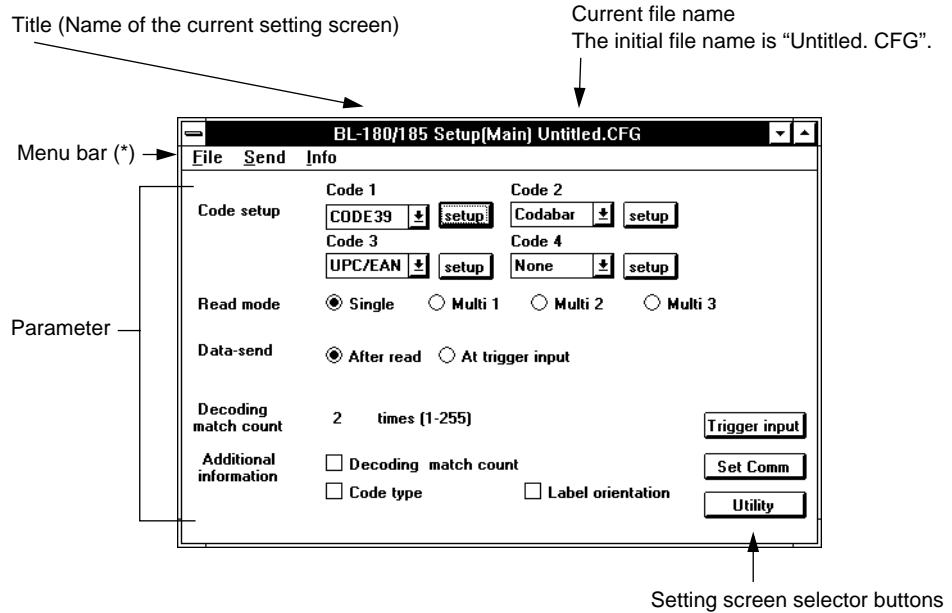 Title (Name of the current setting screen)
Current file name
The initial file name is “Untitled. CFG”.
BL-180/185 Setup(Main) Untitled.CFG
Menu bar (*)
File Send Info
Parameter
Code setup
Code 1
CODE39 setup
Code 2
Codabar setup
Code 3
UPC/EAN setup
Code 4
None setup
Read mode Single Multi 1 Multi 2 Multi 3
Data-send After read At trigger input
Decoding
match count
2 times (1-255)
Additional
information
Decoding match count
Code type Label orientation
Trigger input
Set Comm
Utility
Setting screen selector buttons